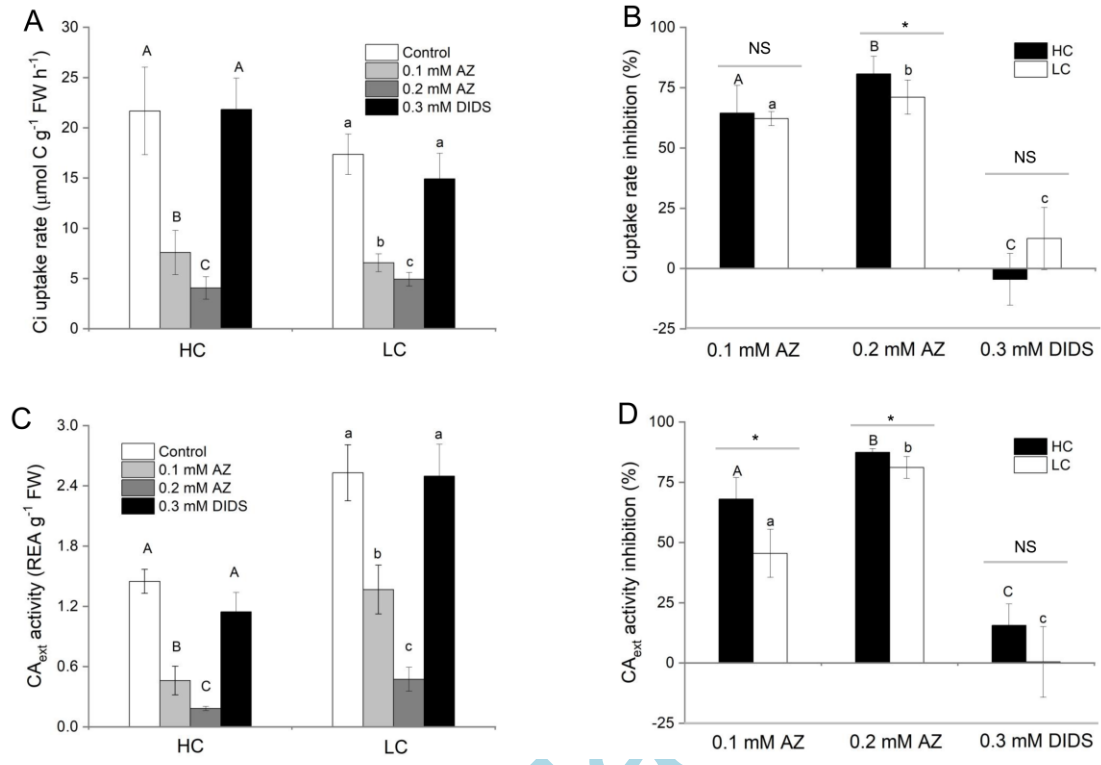 A
Ci uptake rate (μmol C g⁻¹ FW h⁻¹)
30
25
20
15
10
5
0
Control
0.1 mM AZ
0.2 mM AZ
0.3 mM DIDS
A
B
C
A
a
b
c
a
HC
LC
B
Ci uptake rate inhibition (%)
100
75
50
25
0
-25
HC
LC
NS
*
NS
A
a
B
b
C
c
0.1 mM AZ
0.2 mM AZ
0.3 mM DIDS
C
CAext activity (REA g⁻¹ FW)
3.0
2.4
1.8
1.2
0.6
0.0
Control
0.1 mM AZ
0.2 mM AZ
0.3 mM DIDS
A
B
C
A
a
b
c
a
HC
LC
D
CAext activity inhibition (%)
100
75
50
25
0
-25
HC
LC
*
*
NS
A
a
B
b
C
c
0.1 mM AZ
0.2 mM AZ
0.3 mM DIDS